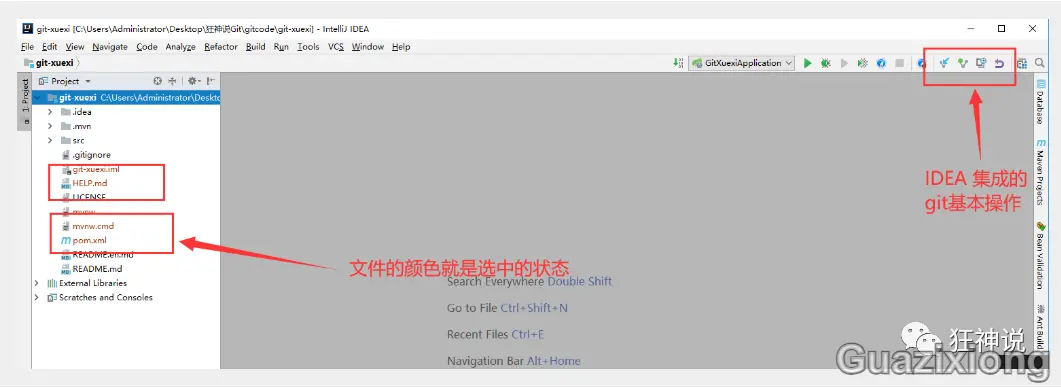 git-xuexi [C:\Users\Administrator\Desktop\狂神说Git\gitcode\git-xuexi] - IntelliJ IDEA
File Edit View Navigate Code Analyze Refactor Build Run Tools VCS Window Help
git-xuexi
GitXuexiApplication
1: Project
Project
git-xuexi C:\Users\Administrator\Deskto
.idea
.mvn
src
.gitignore
git-xuexi.iml
HELP.md
LICENSE
mvnw
mvnw.cmd
pom.xml
README.en.md
README.md
External Libraries
Scratches and Consoles
文件的颜色就是选中的状态
Search Everywhere Double Shift
Go to File Ctrl+Shift+N
Recent Files Ctrl+E
Navigation Bar Alt+Home
IDEA 集成的
git基本操作
Database
Maven Projects
Bean Validation
Ant Build
狂神说
Guazixiong